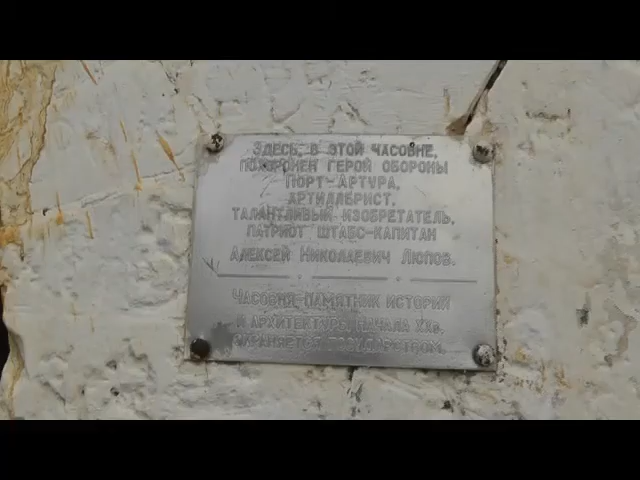 Здесь, в этой часовне,
похоронен герой обороны
Порт-Артура,
артиллерист,
талантливый изобретатель,
патриот штабс-капитан
Алексей Николаевич Люпов.
Часовня-памятник истории
и архитектуры начала XXв.
охраняется государством.